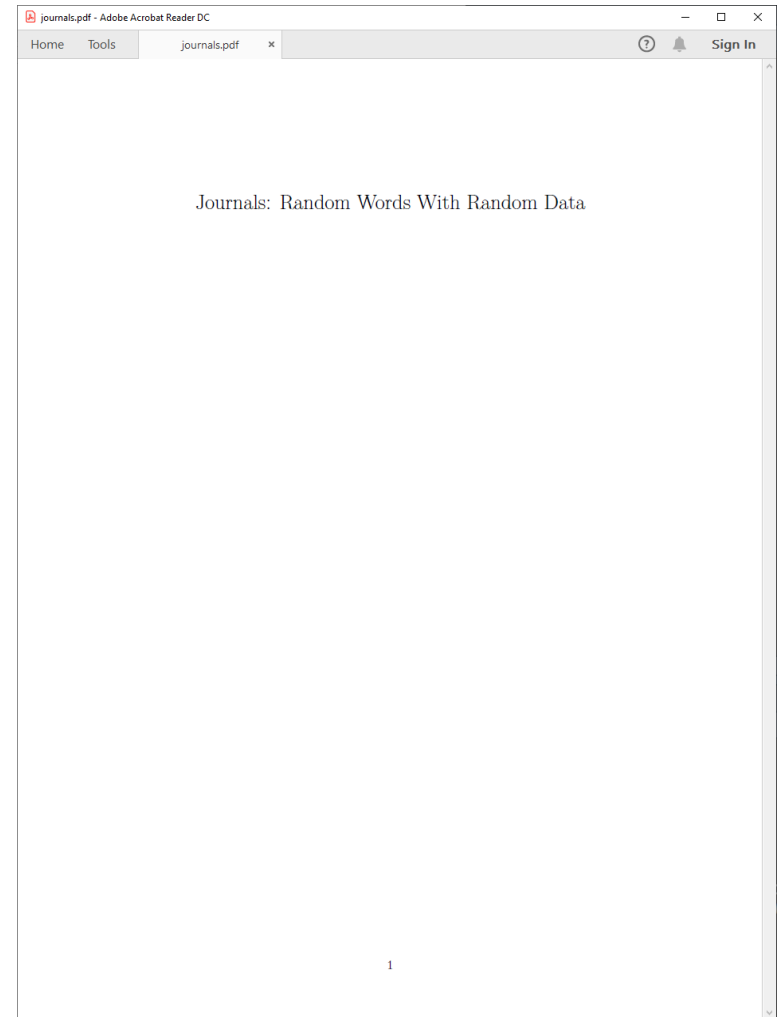 journals.pdf - Adobe Acrobat Reader DC
Home Tools journals.pdf × ? Sign In
Journals: Random Words With Random Data
1